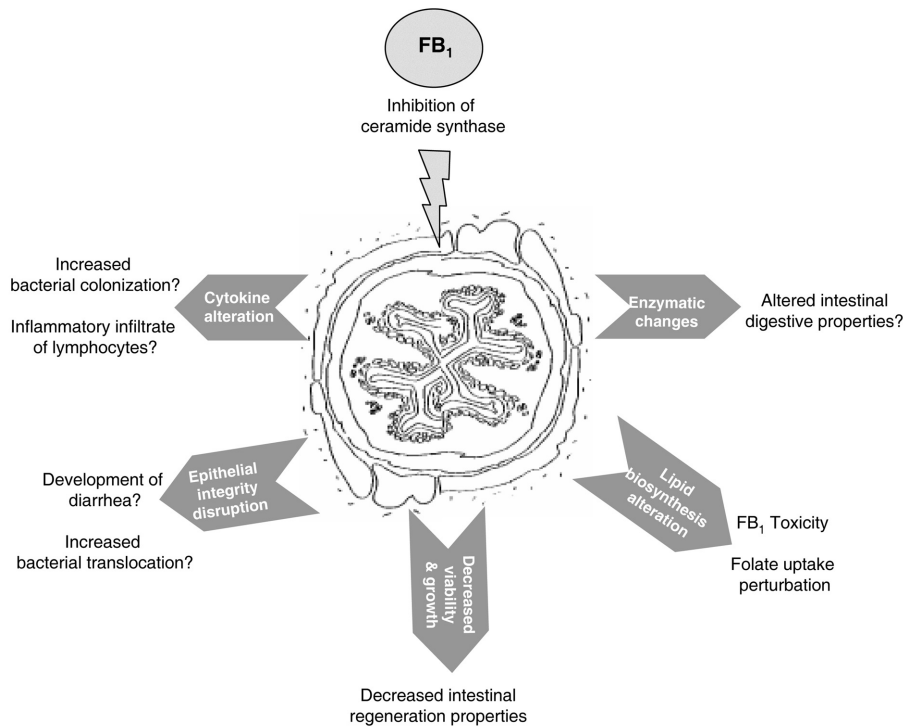 FB₁
Inhibition of
ceramide synthase
Increased
bacterial colonization?
Inflammatory infiltrate
of lymphocytes?
Cytokine
alteration
Enzymatic
changes
Altered intestinal
digestive properties?
Development of
diarrhea?
Increased
bacterial translocation?
Epithelial
integrity
disruption
Lipid
biosynthesis
alteration
FB₁ Toxicity
Folate uptake
perturbation
Decreased
viability
& growth
Decreased intestinal
regeneration properties